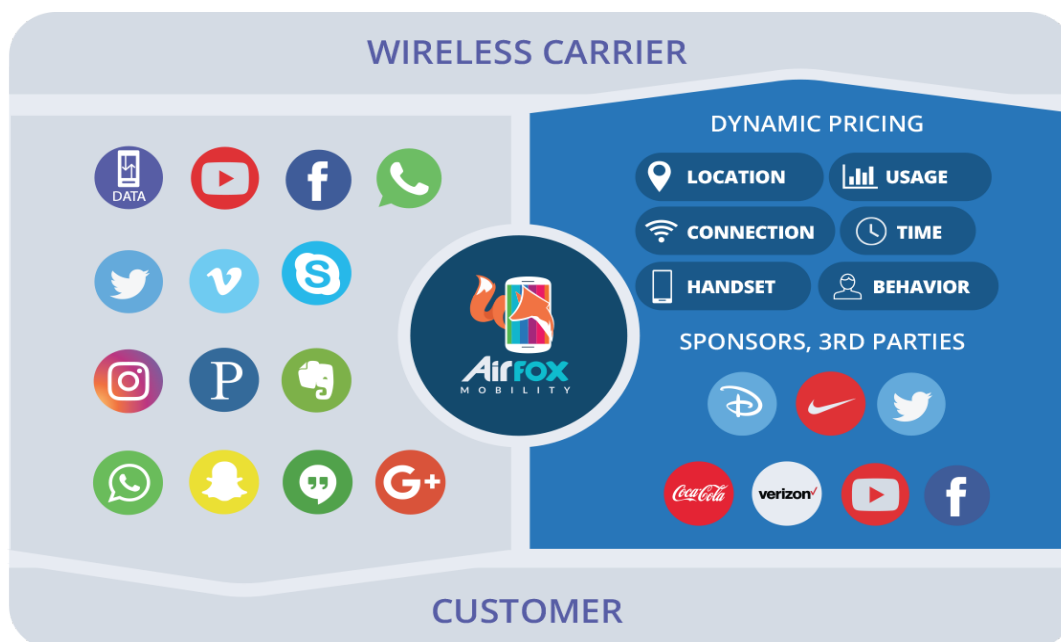 WIRELESS CARRIER
DATA
f
P
G+
AirFOX
MOBILITY
DYNAMIC PRICING
LOCATION
USAGE
CONNECTION
TIME
HANDSET
BEHAVIOR
SPONSORS, 3RD PARTIES
D
Coca-Cola
verizon
f
CUSTOMER